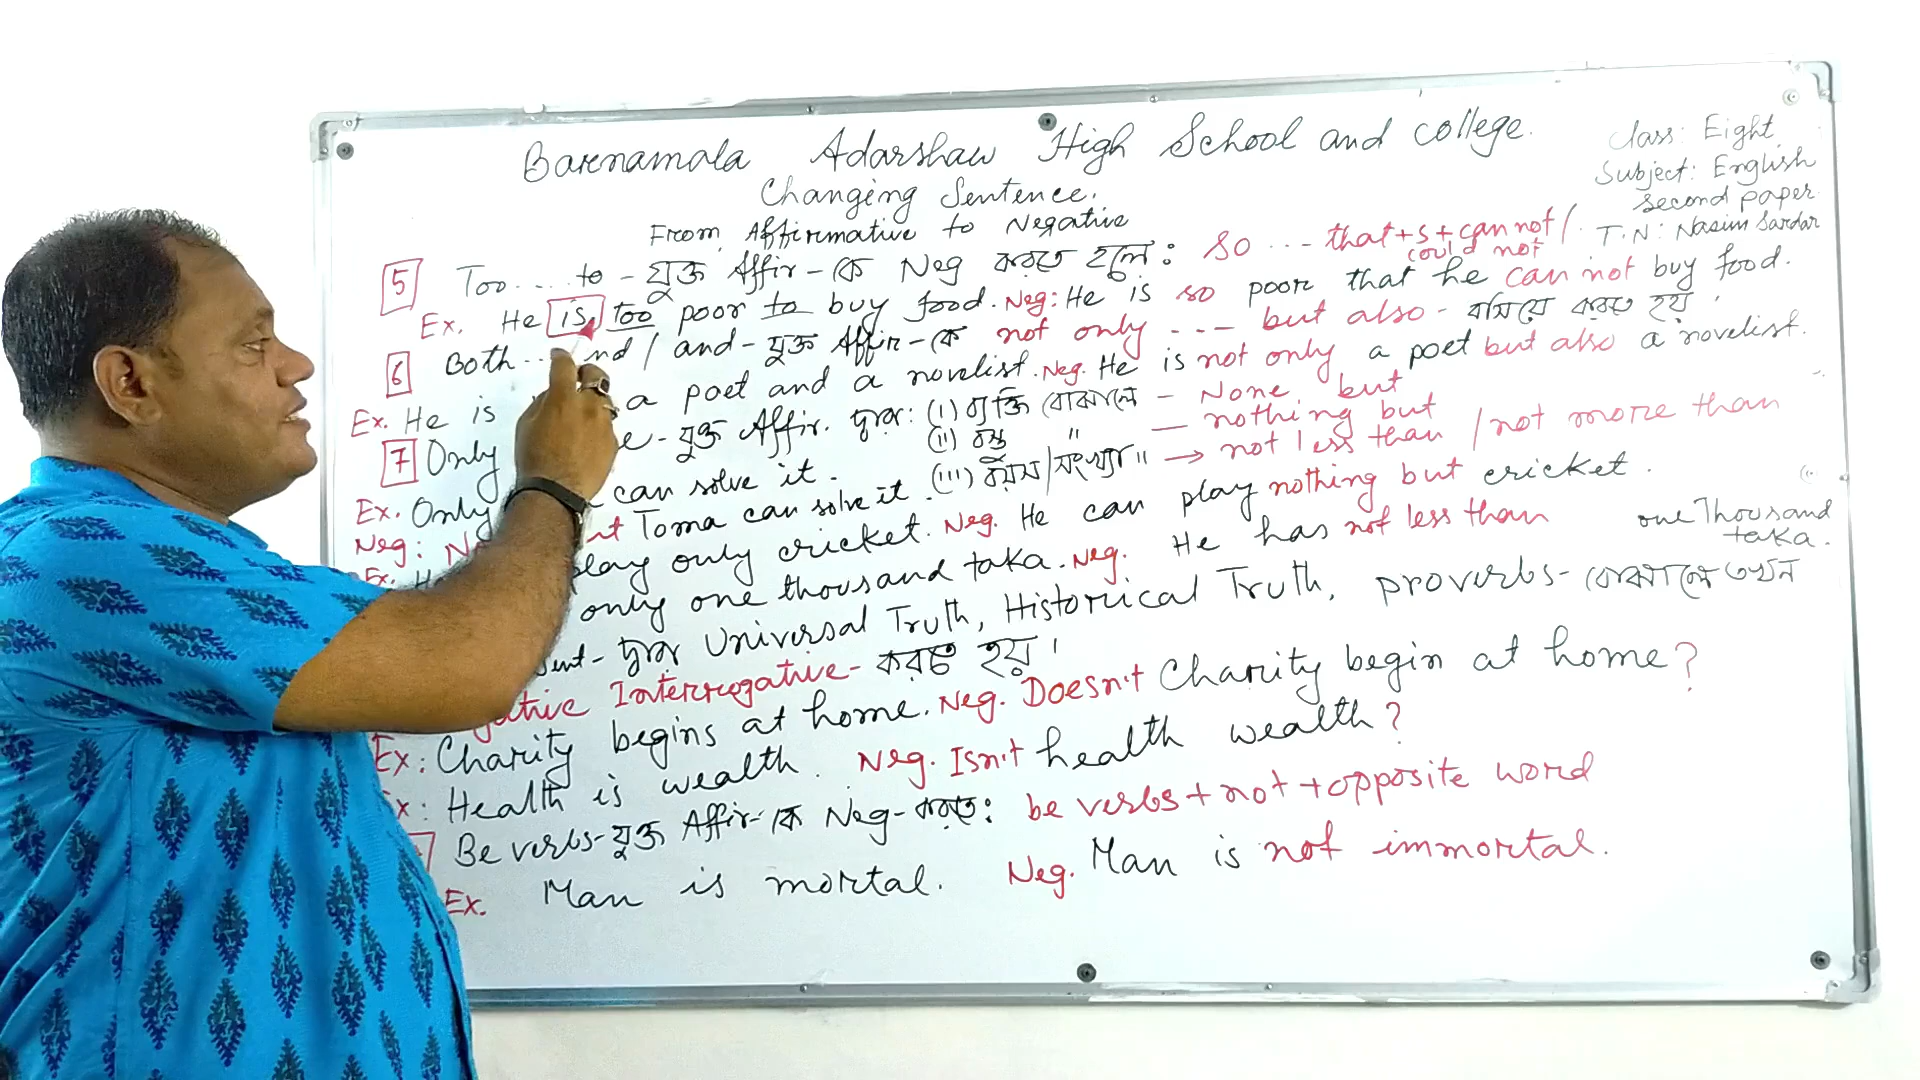 Barnamala Adarshaw High School and college.
Class: Eight
Subject: English
second paper
T.N: Nasim Sardar
Changing Sentence.
From Affirmative to Negative
5 Too....to - যুক্ত Affir - কে Neg করতে হলে : so ... that+s+can not/
could not
Ex. He is too poor to buy food. Neg: He is so poor that he can not buy food.
6 Both...and / and - যুক্ত Affir - কে not only --- but also - বসিয়ে করতে হয়।
Ex. He is a poet and a novelist. Neg. He is not only a poet but also a novelist.
7 Only - যুক্ত Affir. দ্বারা: (i) ব্যক্তি বোঝালে - None but
(ii) বস্তু " - nothing but
(iii) বয়স/সংখ্যা " → not less than / not more than
Ex. Only can solve it.
Neg: Toma can solve it.
Ex. play only cricket. Neg. He can play nothing but cricket.
only one thousand taka. Neg. He has not less than one Thousand
taka.
দ্বারা Universal Truth, Historical Truth, proverbs - বোঝালে তখন
Interrogative - করতে হয়।
Ex: Charity begins at home. Neg. Doesn't Charity begin at home?
Ex: Health is wealth. Neg. Isn't health wealth?
Be verbs - যুক্ত Affir - কে Neg - করতে: be verbs + not + opposite word
Ex. Man is mortal. Neg. Man is not immortal.